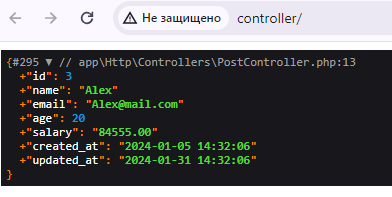 Не защищено controller/
{#295 ▼ // app\Http\Controllers\PostController.php:13
+"id": 3
+"name": "Alex"
+"email": "Alex@mail.com"
+"age": 20
+"salary": "84555.00"
+"created_at": "2024-01-05 14:32:06"
+"updated_at": "2024-01-31 14:32:06"
}